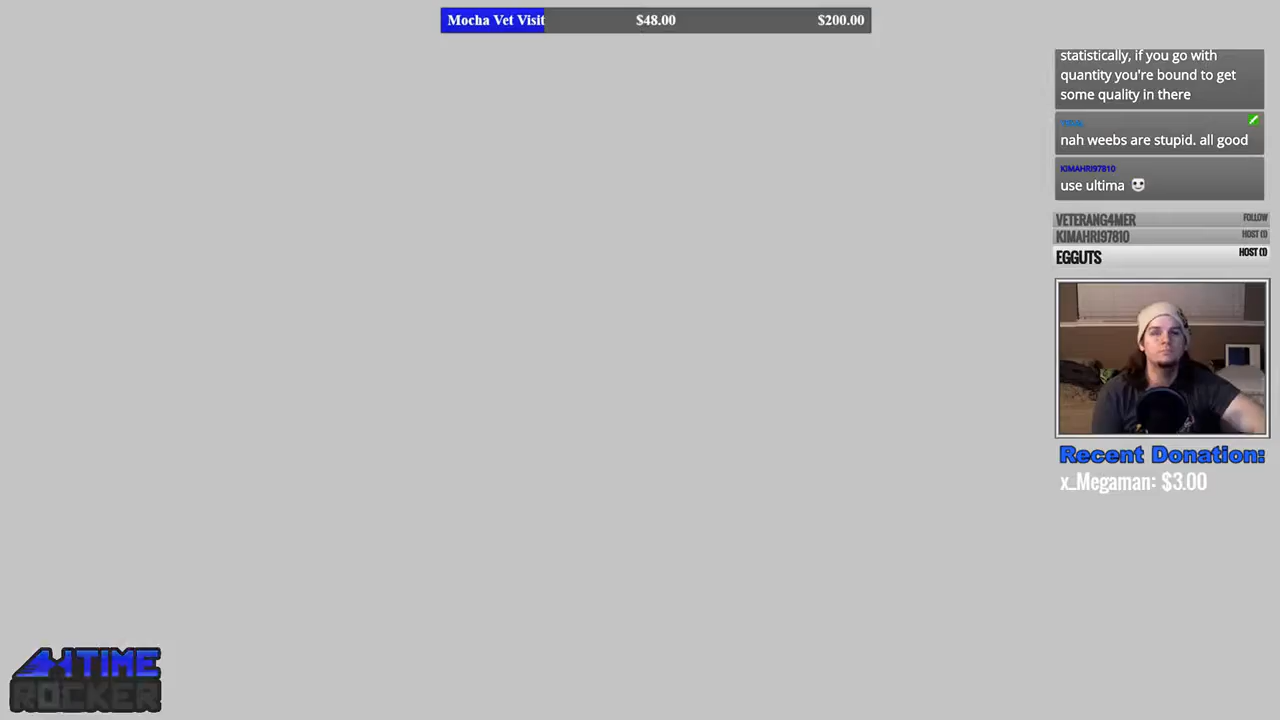 Mocha Vet Visit $48.00 $200.00
statistically, if you go with
quantity you're bound to get
some quality in there
nah weebs are stupid. all good
KIMAHRI97810
use ultima
VETERANG4MER FOLLOW
KIMAHRI97810 HOST (1)
EGGUTS HOST (1)
Recent Donation:
x_Megaman: $3.00
TIME
ROCKER